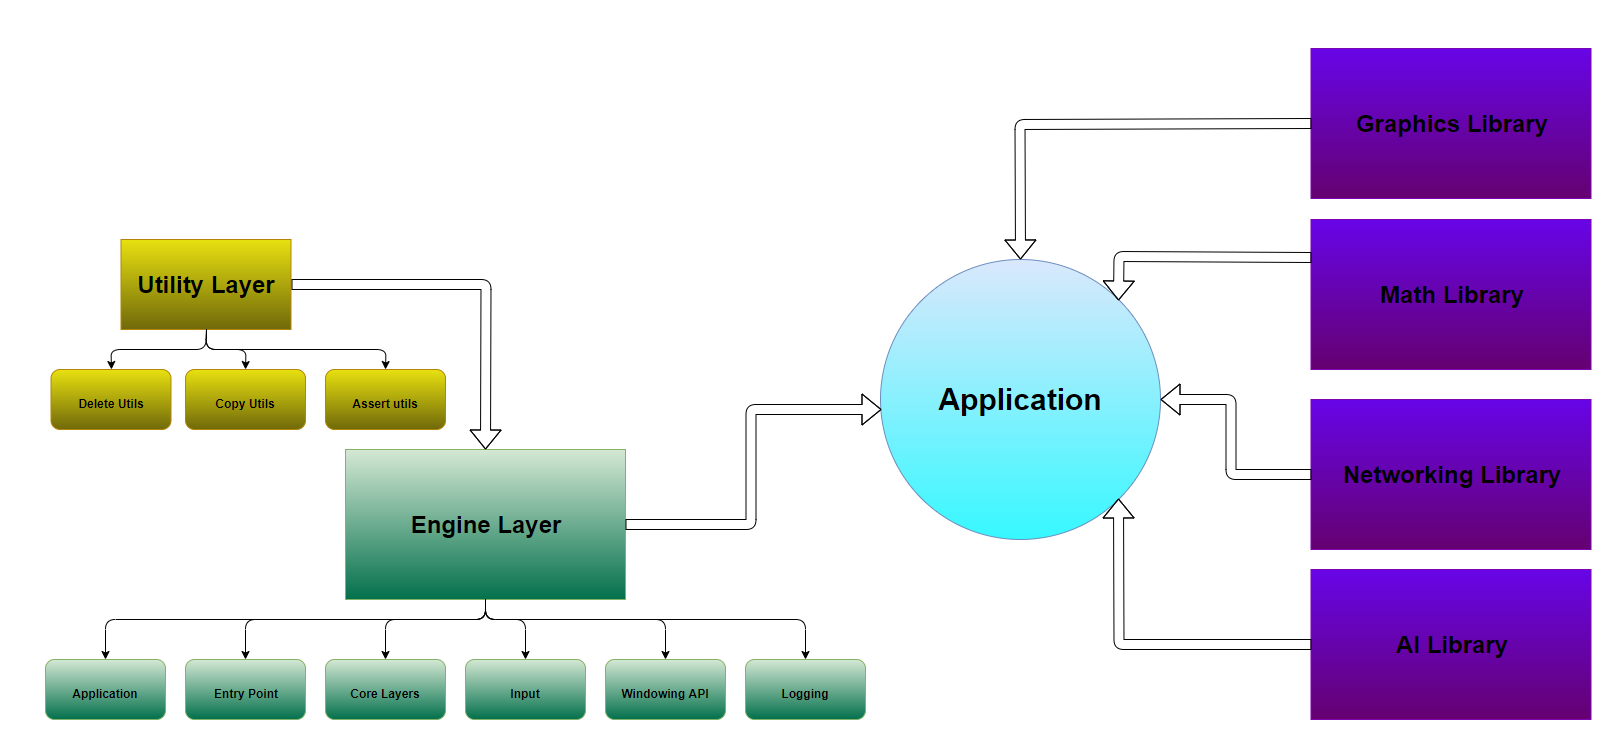 Graphics Library
Utility Layer
Math Library
Delete Utils
Copy Utils
Assert utils
Application
Engine Layer
Networking Library
AI Library
Application
Entry Point
Core Layers
Input
Windowing API
Logging